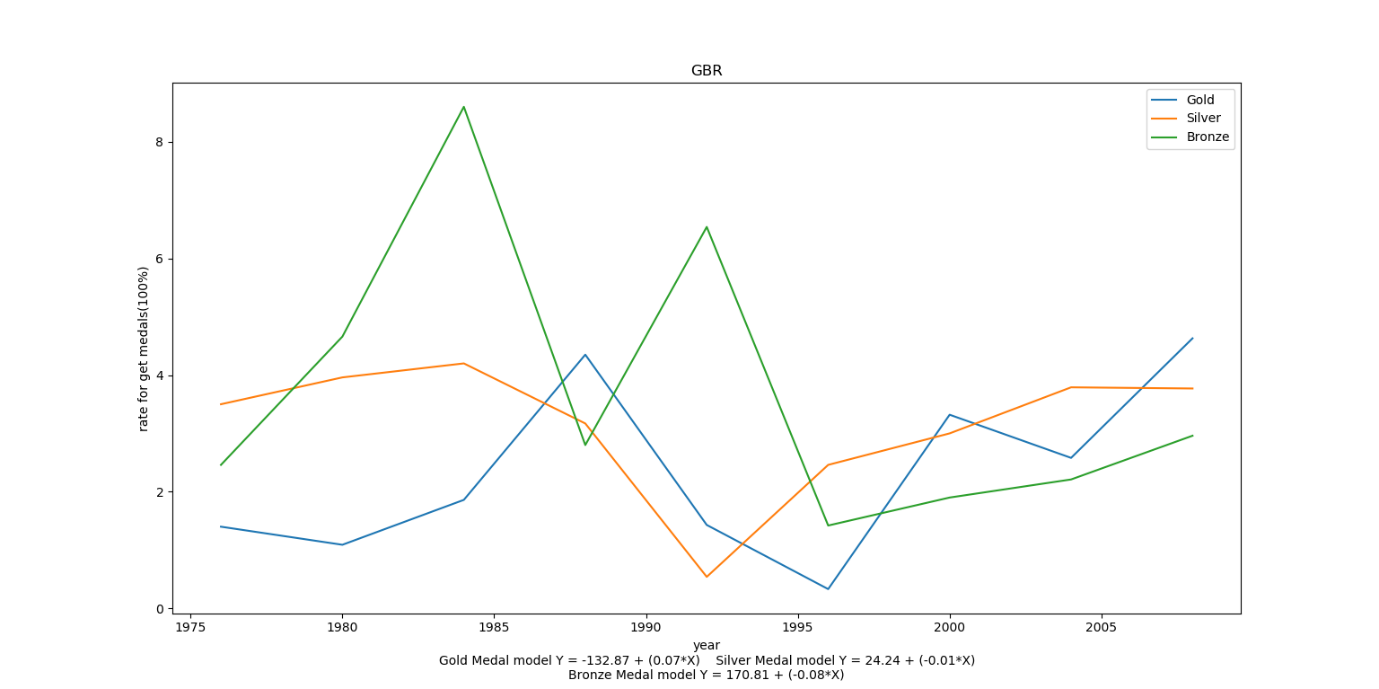 GBR
Gold
Silver
Bronze
8
6
4
2
0
rate for get medals(100%)
1975 1980 1985 1990 1995 2000 2005
year
Gold Medal model Y = -132.87 + (0.07*X) Silver Medal model Y = 24.24 + (-0.01*X)
Bronze Medal model Y = 170.81 + (-0.08*X)